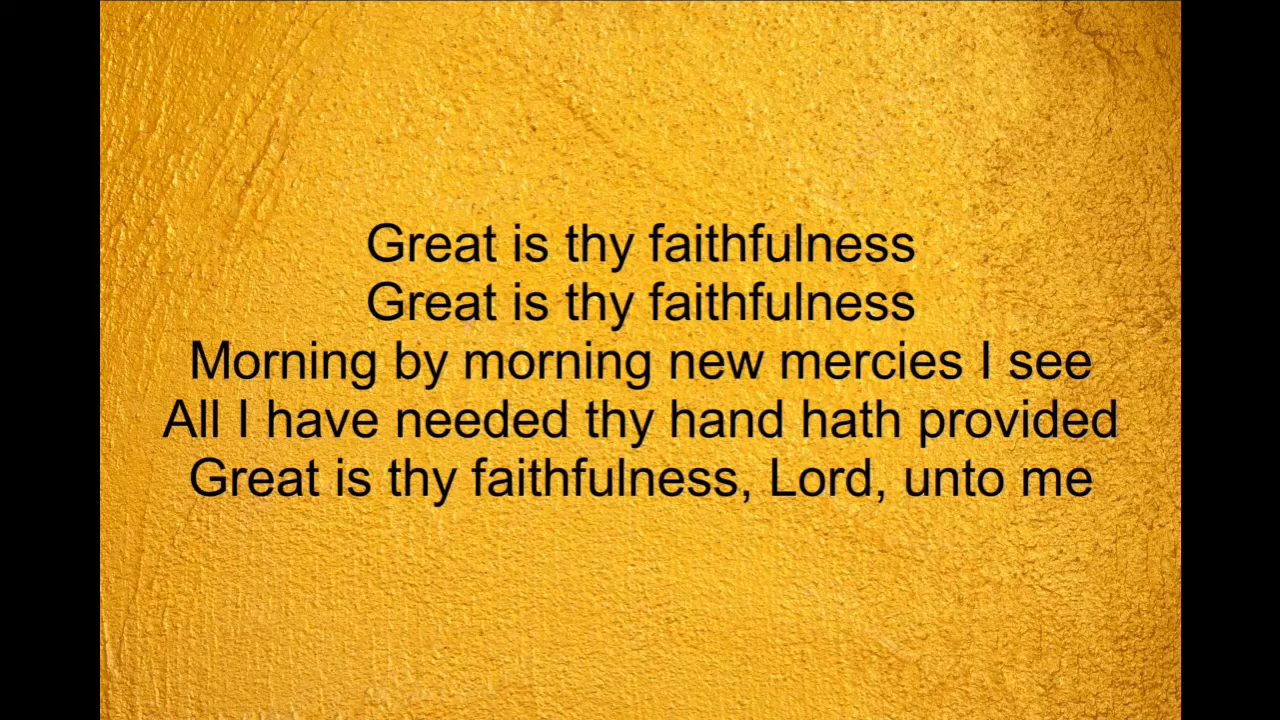 Great is thy faithfulness
Great is thy faithfulness
Morning by morning new mercies I see
All I have needed thy hand hath provided
Great is thy faithfulness, Lord, unto me